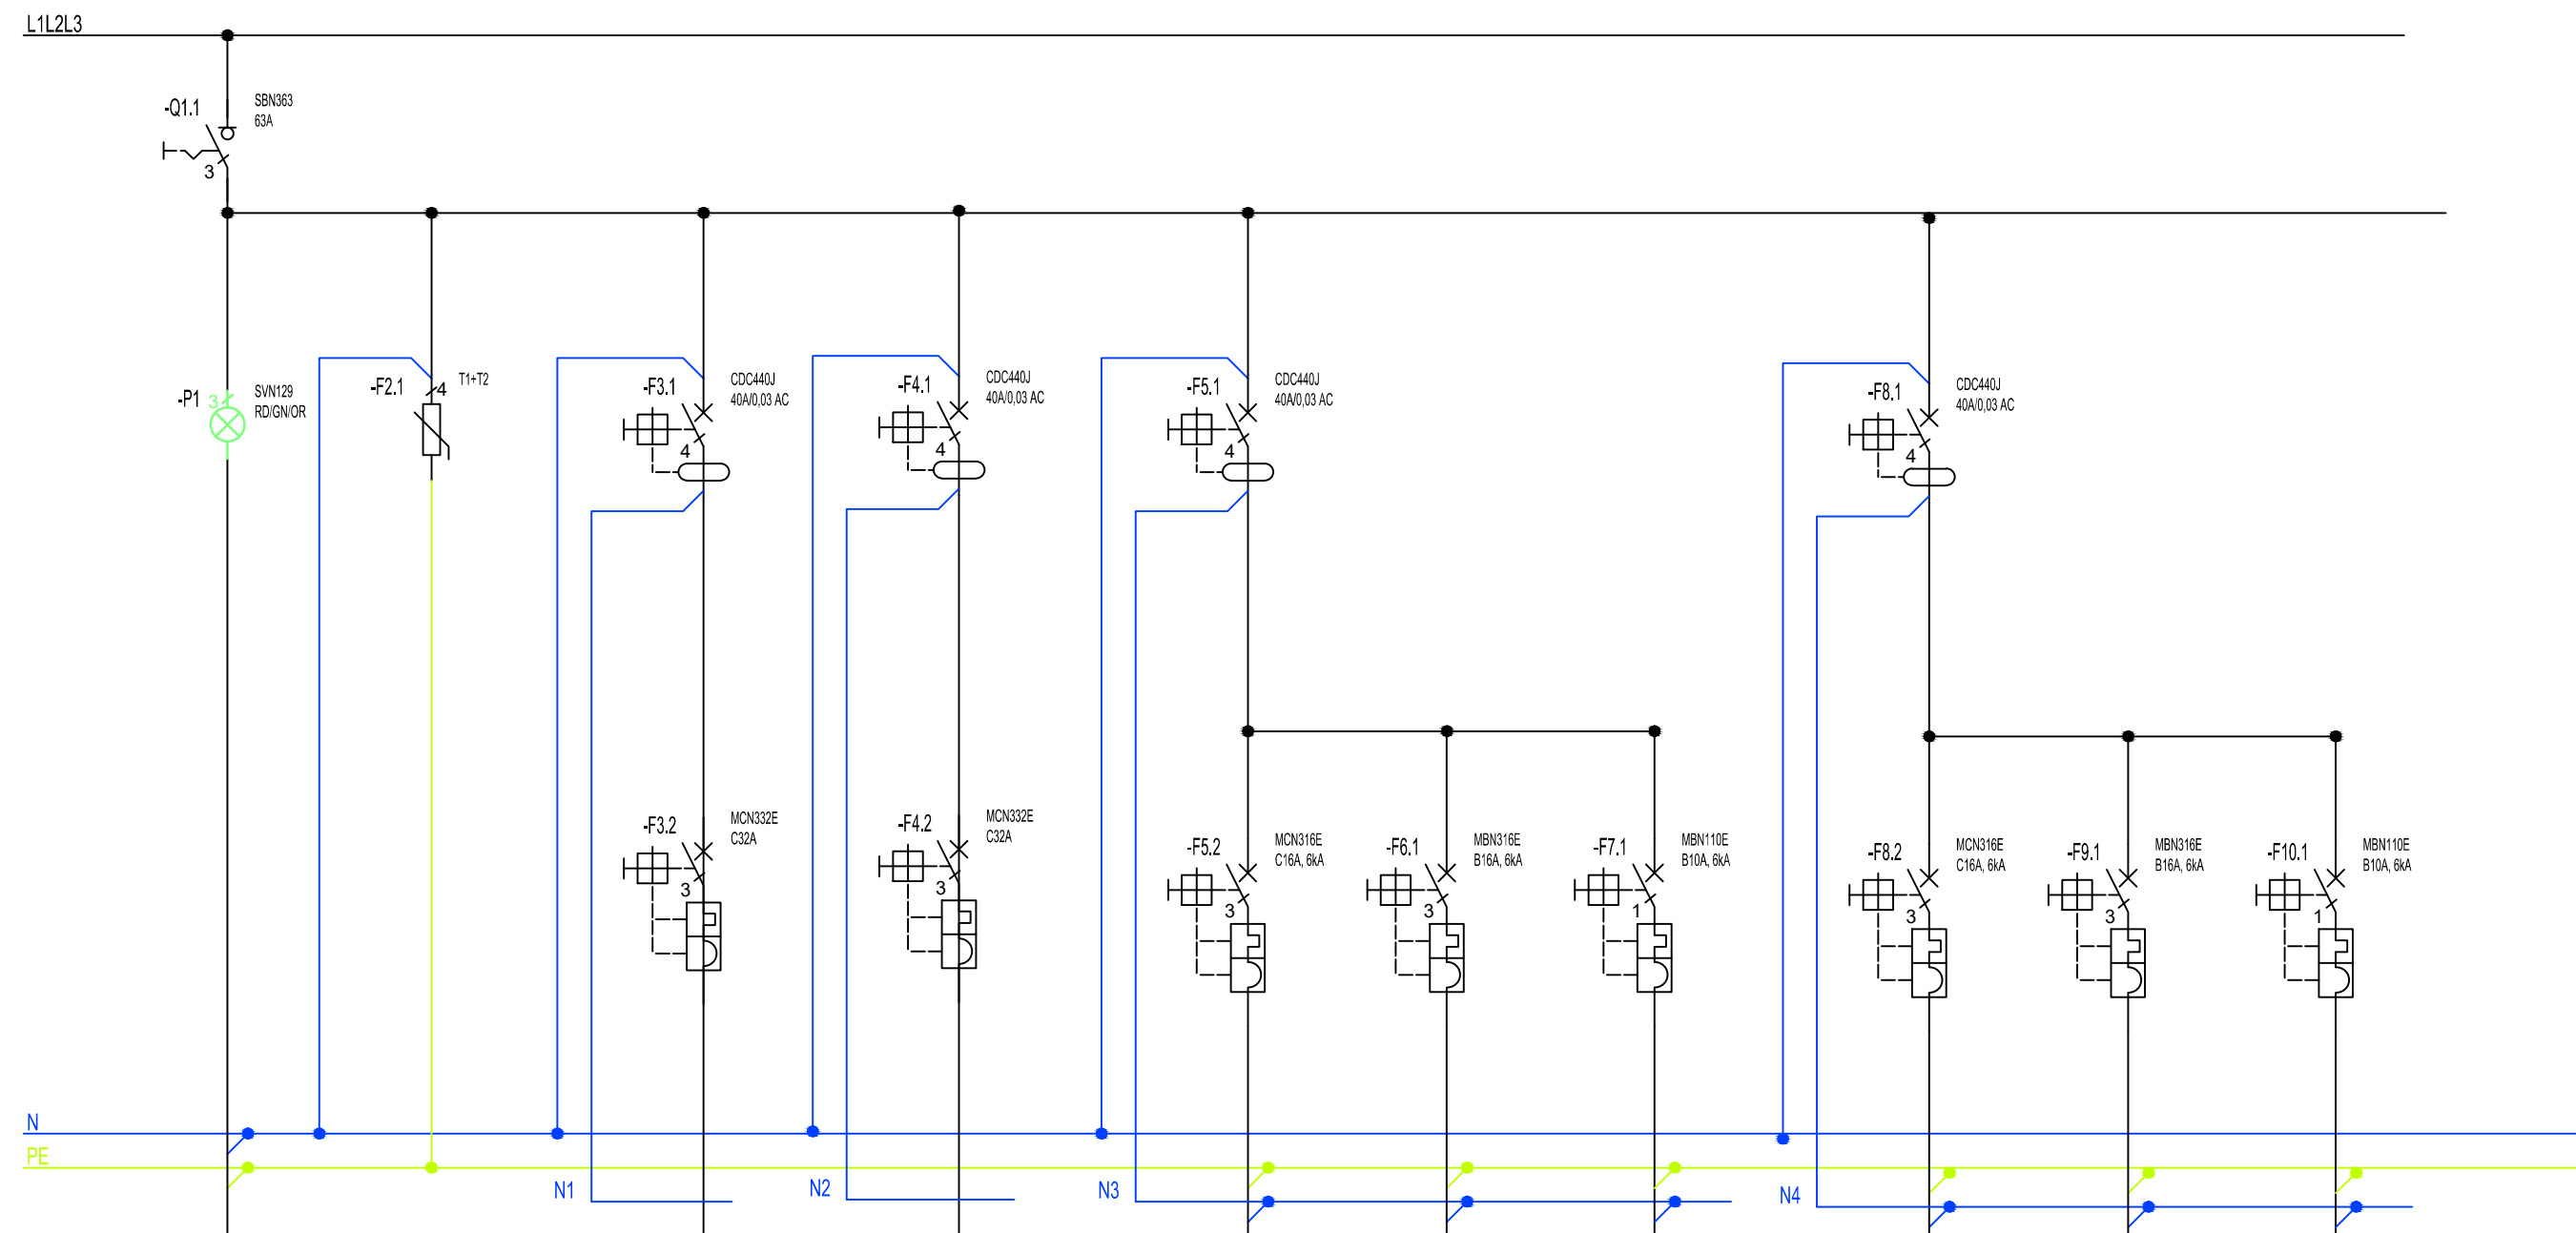 L1L2L3
-Q1.1
SBN363
63A
3
-P1
3
SVN129
RD/GN/OR
-F2.1
4
T1+T2
-F3.1
CDC440J
40A/0,03 AC
4
-F4.1
CDC440J
40A/0,03 AC
4
-F5.1
CDC440J
40A/0,03 AC
4
-F8.1
CDC440J
40A/0,03 AC
4
-F3.2
MCN332E
C32A
3
-F4.2
MCN332E
C32A
3
-F5.2
MCN316E
C16A, 6kA
3
-F6.1
MBN316E
B16A, 6kA
3
-F7.1
MBN110E
B10A, 6kA
1
-F8.2
MCN316E
C16A, 6kA
3
-F9.1
MBN316E
B16A, 6kA
3
-F10.1
MBN110E
B10A, 6kA
1
N
PE
N1
N2
N3
N4